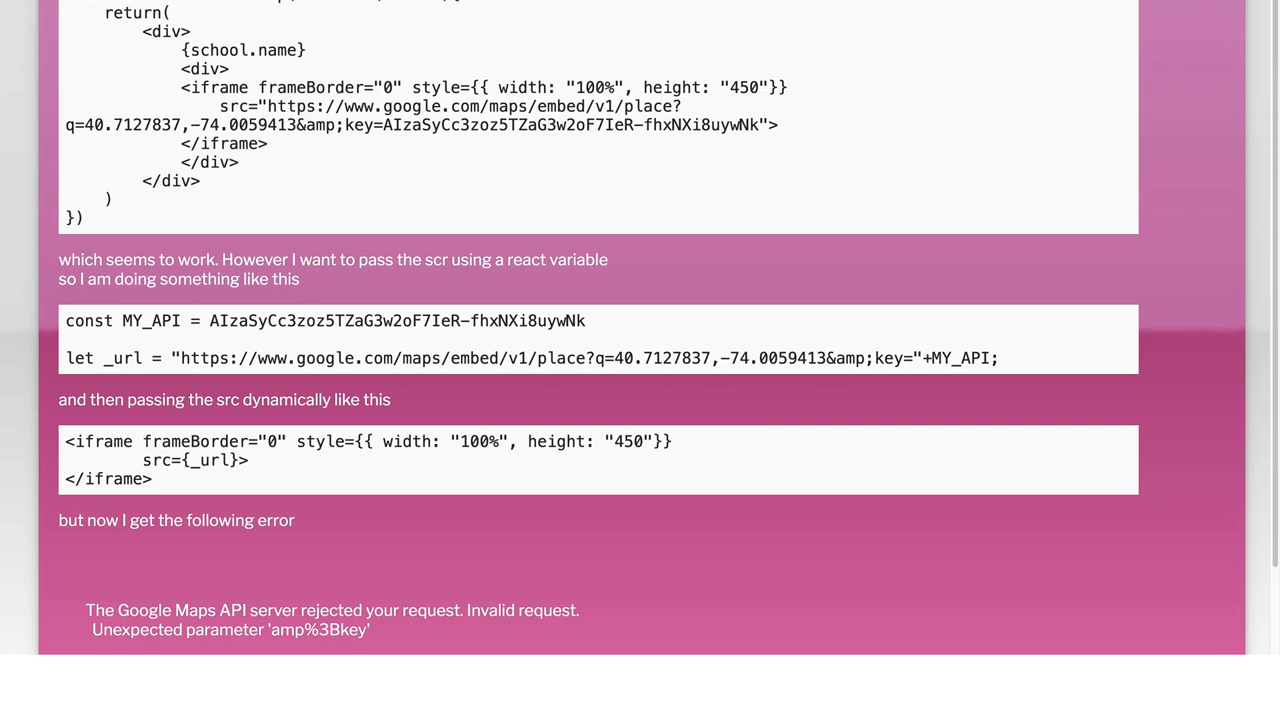 return(
<div>
{school.name}
<div>
<iframe frameBorder="0" style={{ width: "100%", height: "450"}}
src="https://www.google.com/maps/embed/v1/place?
q=40.7127837,-74.0059413&amp;key=AIzaSyCc3zoz5TZaG3w2oF7IeR-fhxNXi8uywNk">
</iframe>
</div>
</div>
)
})
which seems to work. However I want to pass the scr using a react variable
so I am doing something like this
const MY_API = AIzaSyCc3zoz5TZaG3w2oF7IeR-fhxNXi8uywNk
let _url = "https://www.google.com/maps/embed/v1/place?q=40.7127837,-74.0059413&amp;key="+MY_API;
and then passing the src dynamically like this
<iframe frameBorder="0" style={{ width: "100%", height: "450"}}
src={_url}>
</iframe>
but now I get the following error
The Google Maps API server rejected your request. Invalid request.
Unexpected parameter 'amp%3Bkey'